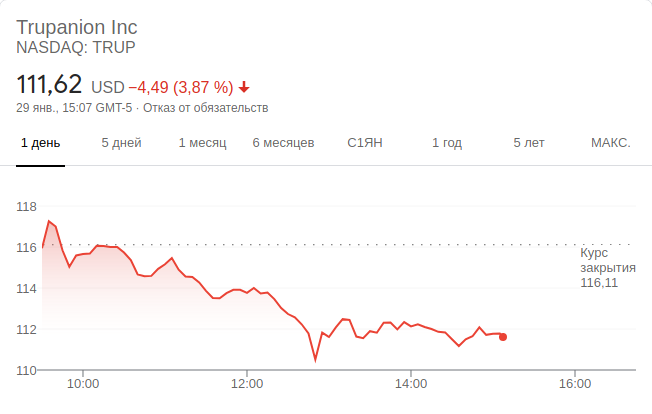 Trupanion Inc
NASDAQ: TRUP
111,62 USD −4,49 (3,87 %)
29 янв., 15:07 GMT-5 · Отказ от обязательств
1 день 5 дней 1 месяц 6 месяцев С1ЯН 1 год 5 лет МАКС.
118
116
Курс
закрытия
116,11
114
112
110
10:00 12:00 14:00 16:00